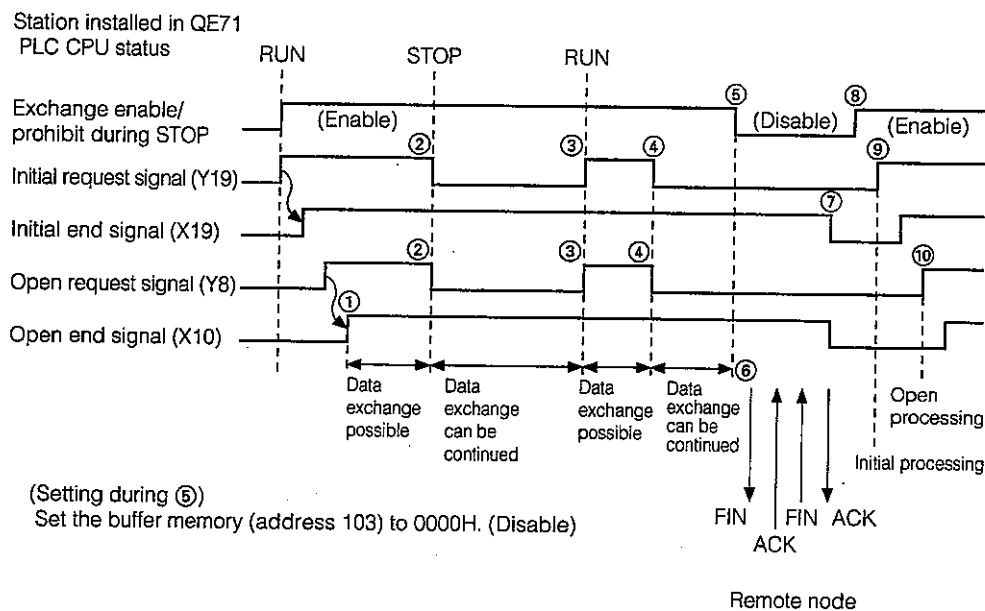 Station installed in QE71
PLC CPU status
RUN STOP RUN
Exchange enable/
prohibit during STOP
(Enable) ⑤ (Disable) ⑧ (Enable)
Initial request signal (Y19) ② ③ ④ ⑨
Initial end signal (X19) ⑦
Open request signal (Y8) ② ③ ④ ⑩
Open end signal (X10) ①
Data
exchange
possible
Data
exchange
can be
continued
Data
exchange
possible
Data
exchange
can be
continued
⑥
Open
processing
Initial processing
(Setting during ⑤)
Set the buffer memory (address 103) to 0000H. (Disable)
FIN FIN ACK
ACK
Remote node